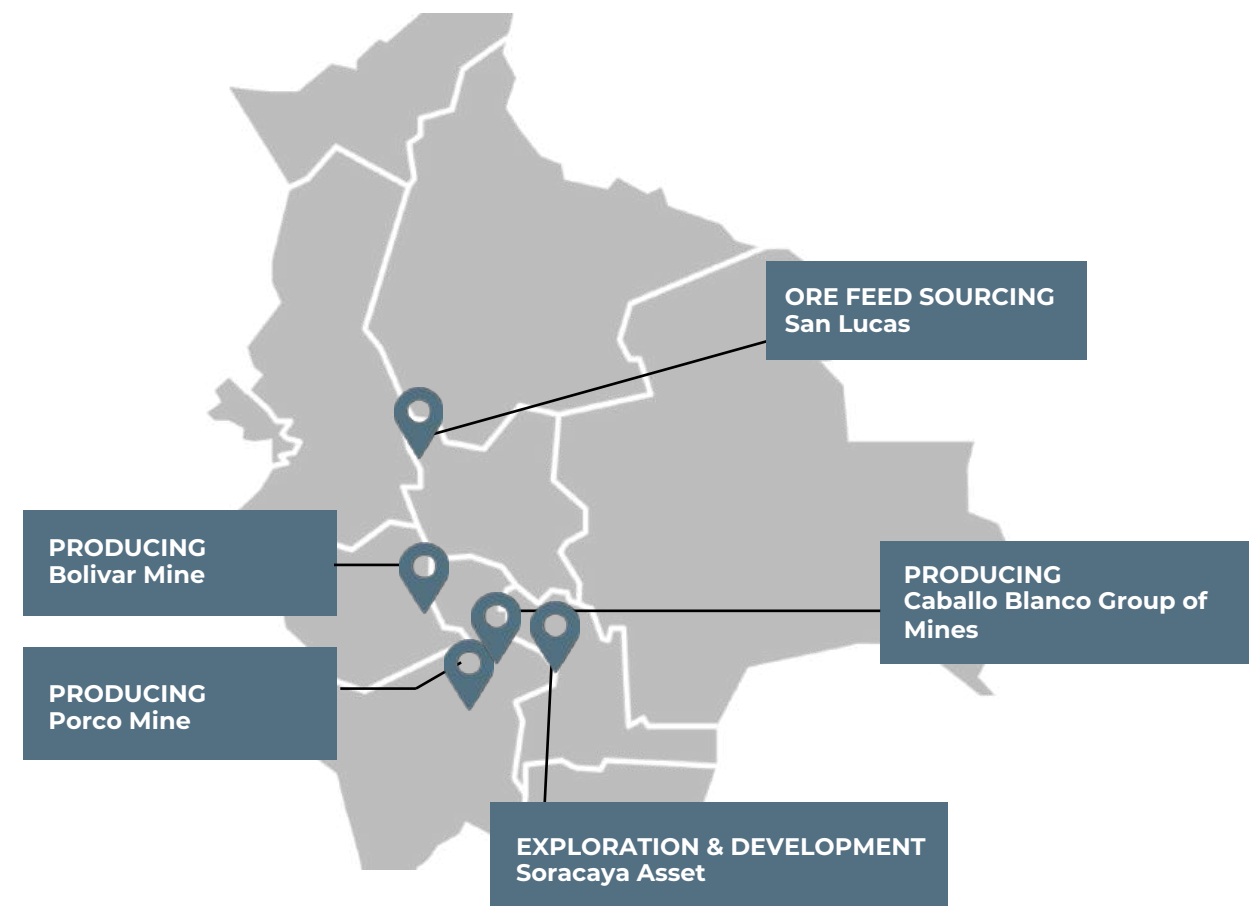 ORE FEED SOURCING
San Lucas
PRODUCING
Bolivar Mine
PRODUCING
Caballo Blanco Group of
Mines
PRODUCING
Porco Mine
EXPLORATION & DEVELOPMENT
Soracaya Asset